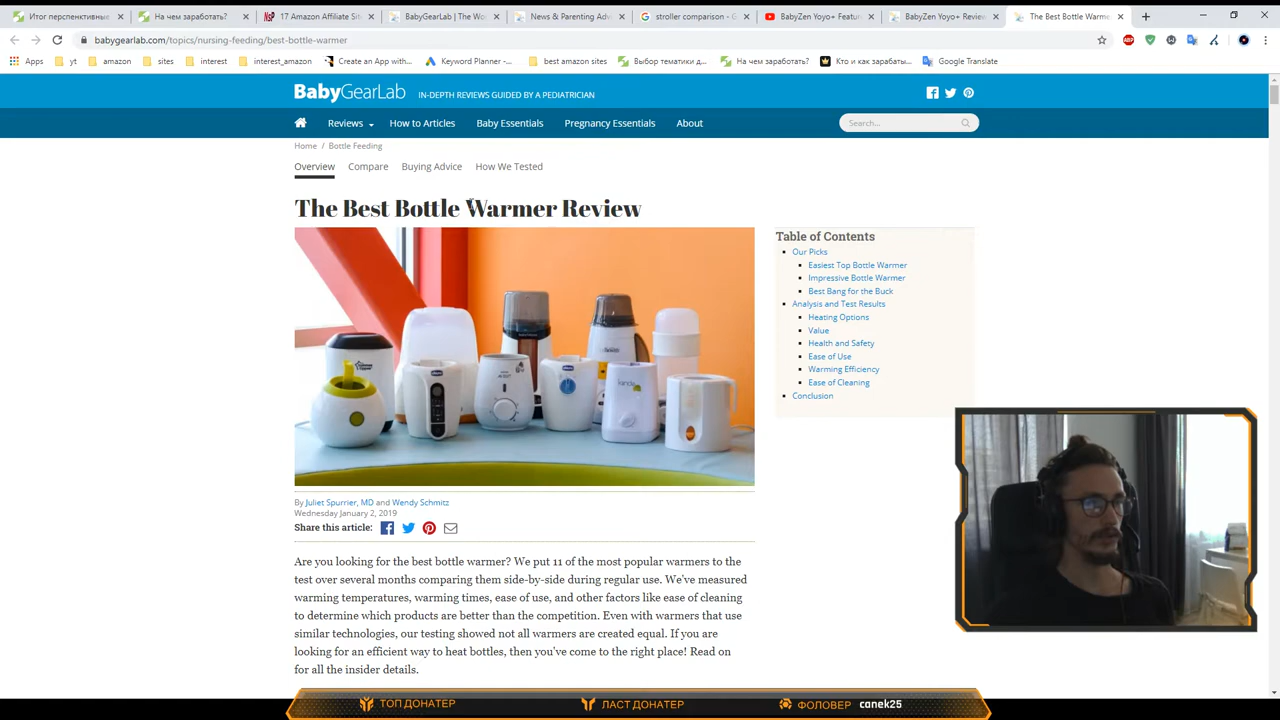 Итог перспективные
На чем заработать?
17 Amazon Affiliate Sit
BabyGearLab | The Wo
News & Parenting Advi
stroller comparison - G
BabyZen Yoyo+ Featur
BabyZen Yoyo+ Review
The Best Bottle Warme
babygearlab.com/topics/nursing-feeding/best-bottle-warmer
Apps yt amazon sites interest interest_amazon Create an App with... Keyword Planner -... best amazon sites Выбор тематики д... На чем заработать? Кто и как зарабаты... Google Translate
BabyGearLab IN-DEPTH REVIEWS GUIDED BY A PEDIATRICIAN
Reviews How to Articles Baby Essentials Pregnancy Essentials About Search...
Home / Bottle Feeding
Overview Compare Buying Advice How We Tested
The Best Bottle Warmer Review
Table of Contents
Our Picks
Easiest Top Bottle Warmer
Impressive Bottle Warmer
Best Bang for the Buck
Analysis and Test Results
Heating Options
Value
Health and Safety
Ease of Use
Warming Efficiency
Ease of Cleaning
Conclusion
By Juliet Spurrier, MD and Wendy Schmitz
Wednesday January 2, 2019
Share this article:
Are you looking for the best bottle warmer? We put 11 of the most popular warmers to the
test over several months comparing them side-by-side during regular use. We've measured
warming temperatures, warming times, ease of use, and other factors like ease of cleaning
to determine which products are better than the competition. Even with warmers that use
similar technologies, our testing showed not all warmers are created equal. If you are
looking for an efficient way to heat bottles, then you've come to the right place! Read on
for all the insider details.
ТОП ДОНАТЕР ЛАСТ ДОНАТЕР ФОЛОВЕР canek25